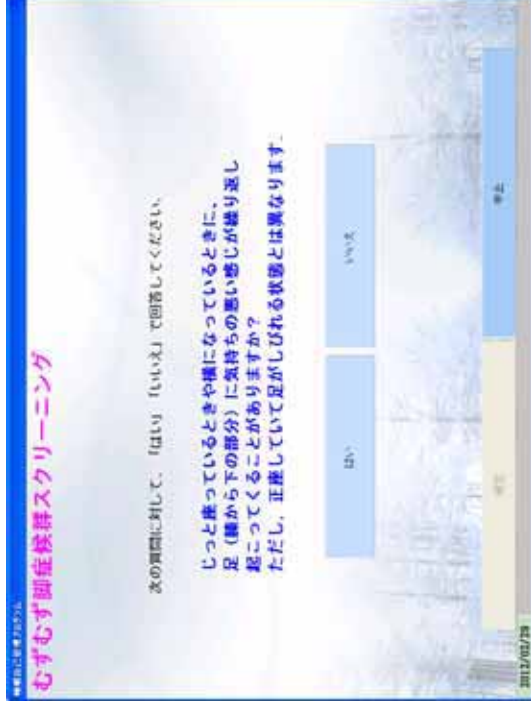 むずむず脚症候群スクリーニング
次の質問に対して、「はい」「いいえ」で回答してください。
じっと座っているときや横になっているときに、
足（膝から下の部分）に気持ちの悪い感じが繰り返し
起こってくることがありますか？
ただし、正座していて足がしびれる状態とは異なります.
はい
いいえ
中止
2012/02/29